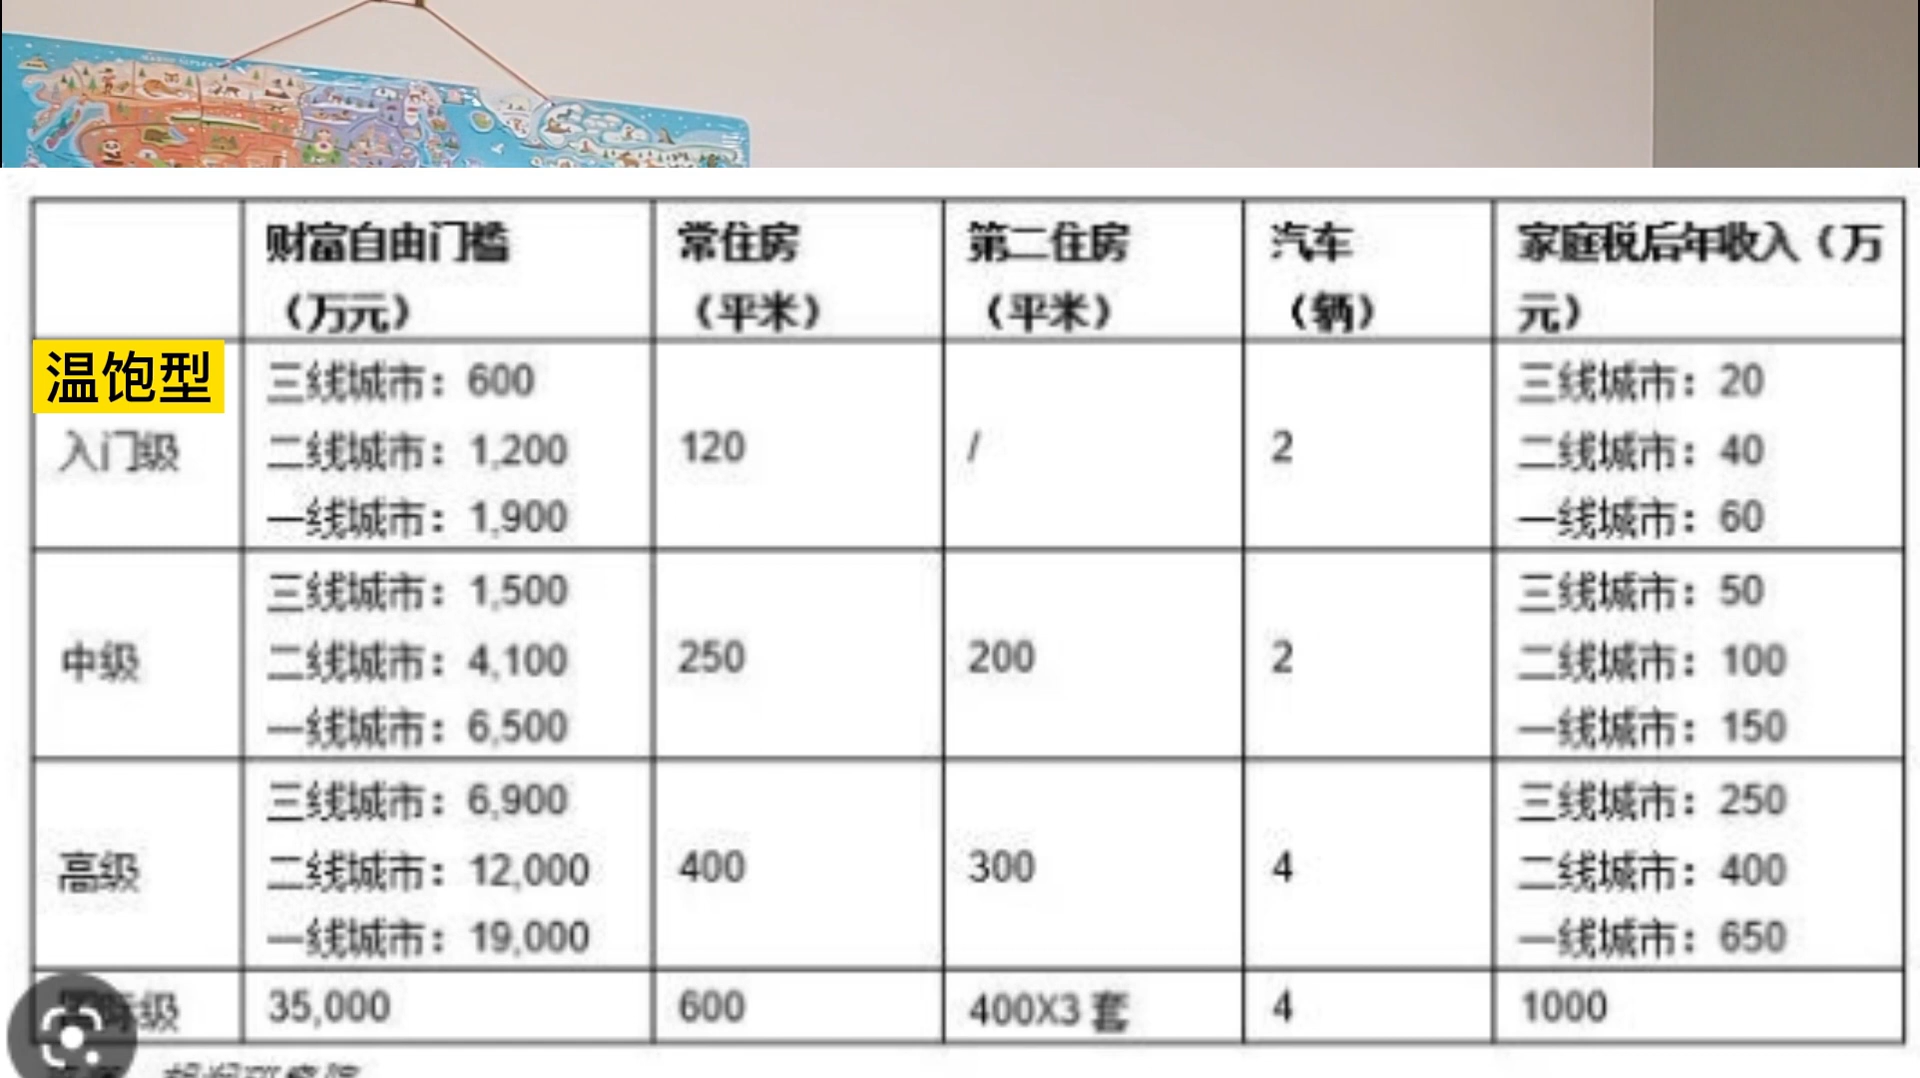 财富自由门槛
（万元）
常住房
（平米）
第二住房
（平米）
汽车
（辆）
家庭税后年收入（万
元）
温饱型
入门级
三线城市：600
二线城市：1,200
一线城市：1,900
120
/
2
三线城市：20
二线城市：40
一线城市：60
中级
三线城市：1,500
二线城市：4,100
一线城市：6,500
250
200
2
三线城市：50
二线城市：100
一线城市：150
高级
三线城市：6,900
二线城市：12,000
一线城市：19,000
400
300
4
三线城市：250
二线城市：400
一线城市：650
级
35,000
600
400X3 套
4
1000